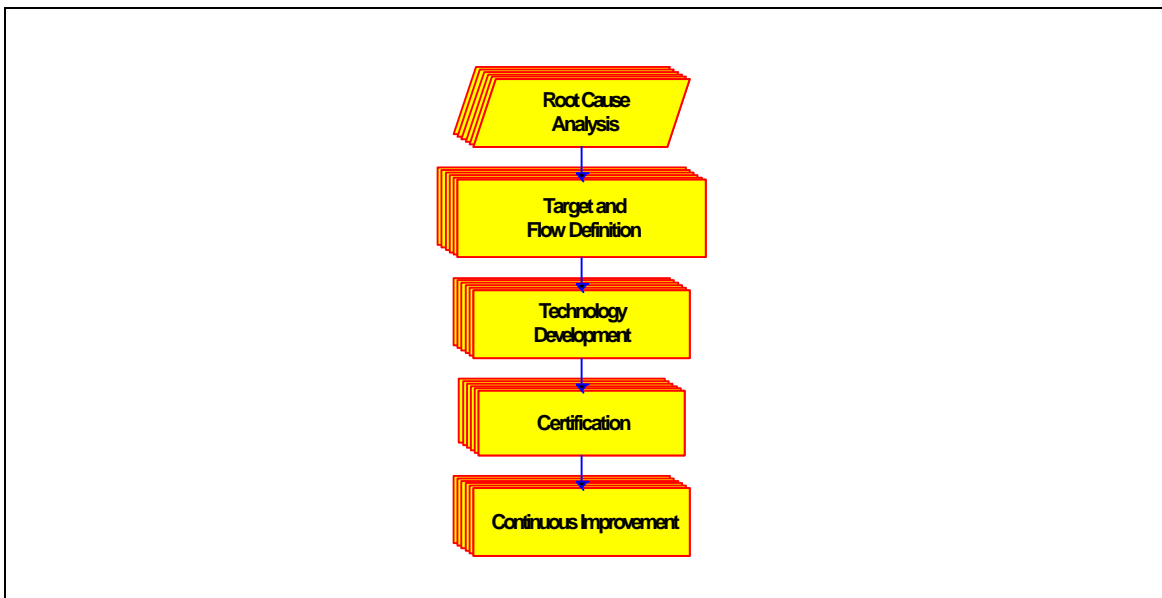 Root Cause
Analysis
Target and
Flow Definition
Technology
Development
Certification
Continuous Improvement